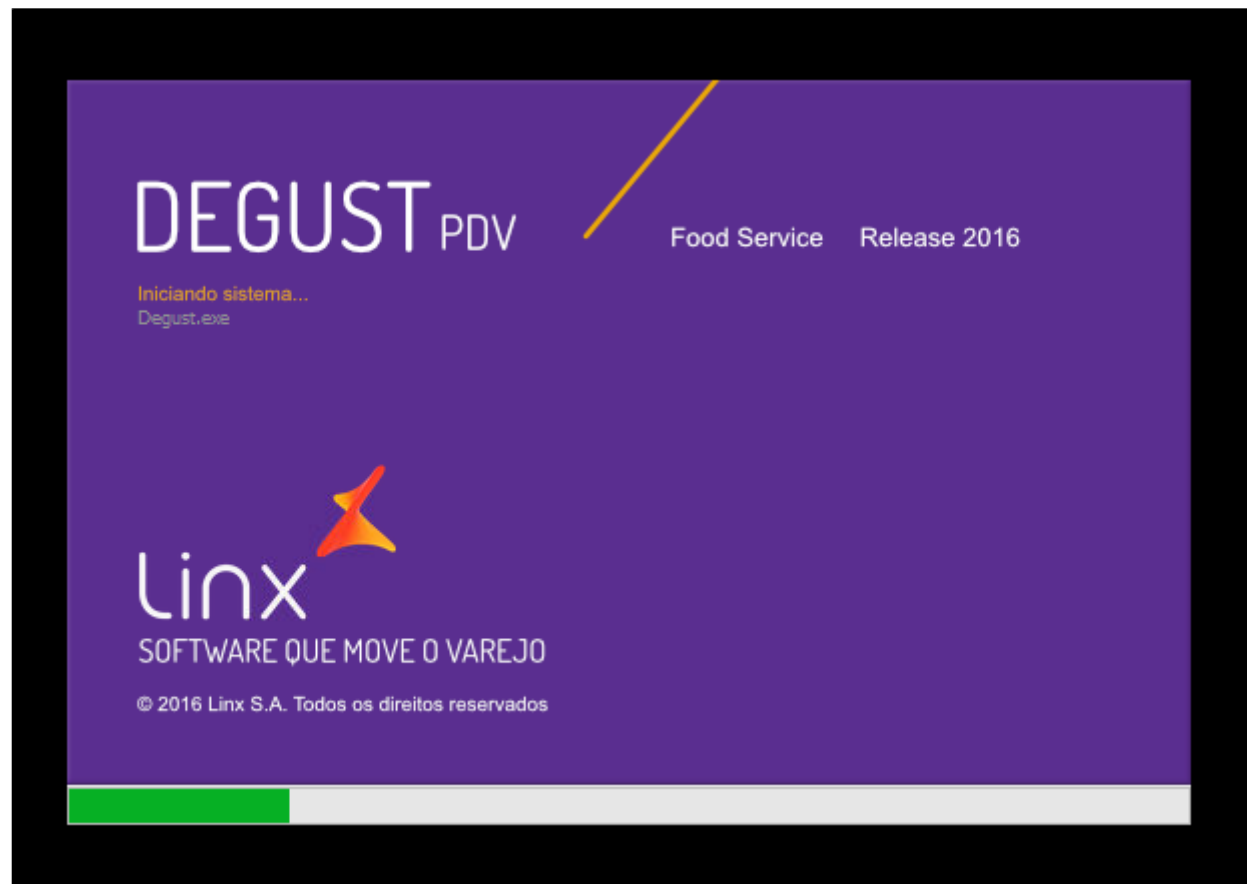 DEGUST PDV
Food Service Release 2016
Iniciando sistema...
Degust.exe
Linx
SOFTWARE QUE MOVE O VAREJO
© 2016 Linx S.A. Todos os direitos reservados